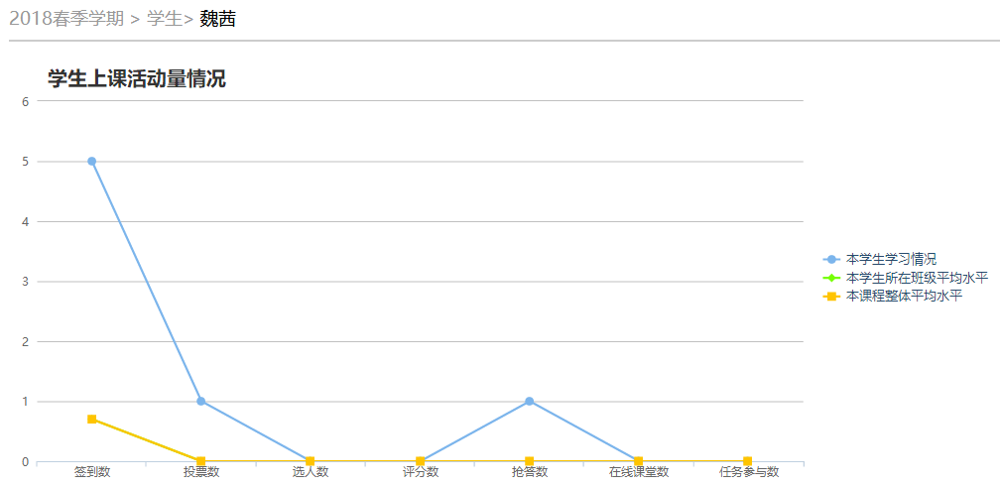 2018春季学期 > 学生> 魏茜
学生上课活动量情况
6
5
4
3
2
1
0
签到数 投票数 选人数 评分数 抢答数 在线课堂数 任务参与数
本学生学习情况
本学生所在班级平均水平
本课程整体平均水平